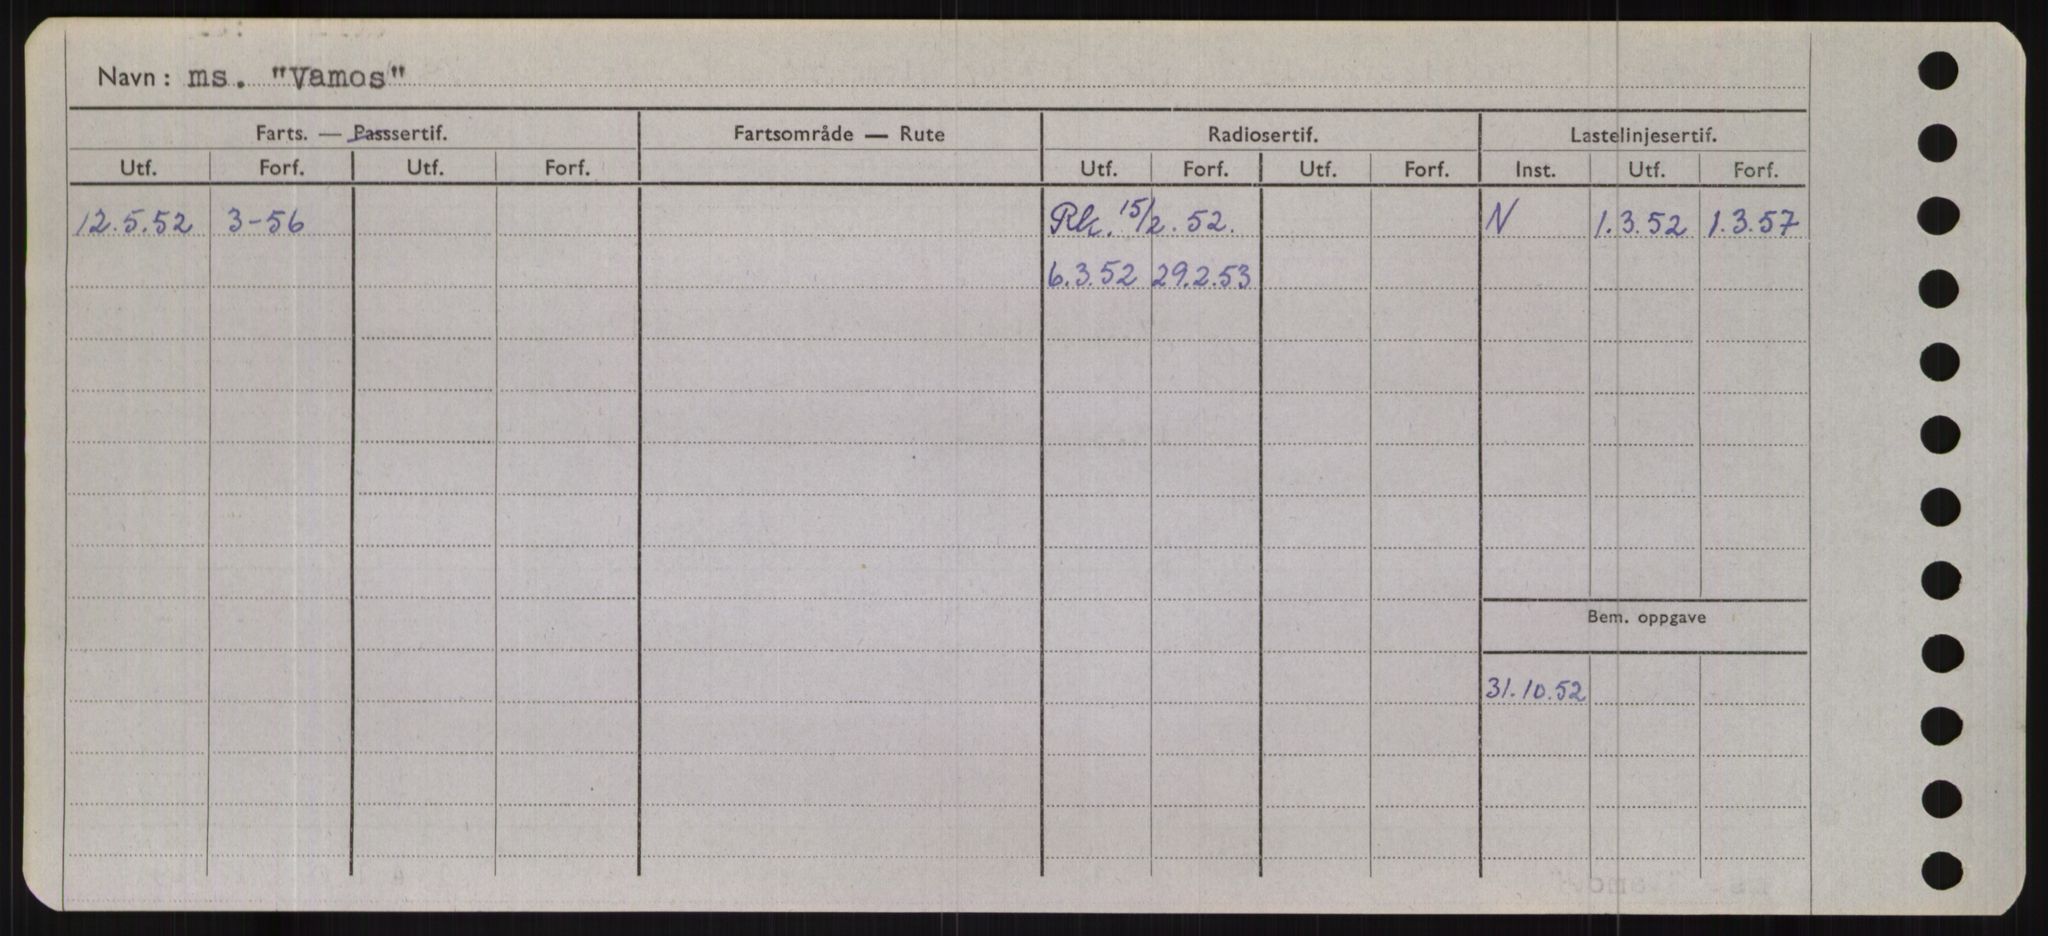 Navn: ms. "Vamos"
Farts. — Passsertif. Fartsområde — Rute Radiosertif. Lastelinjesertif.
Utf. Forf. Utf. Forf. Utf. Forf. Utf. Forf. Inst. Utf. Forf.
12.5.52 3-56 Rk. 15/2.52. N 1.3.52 1.3.57
6.3.52 29.2.53
Bem. oppgave
31.10.52